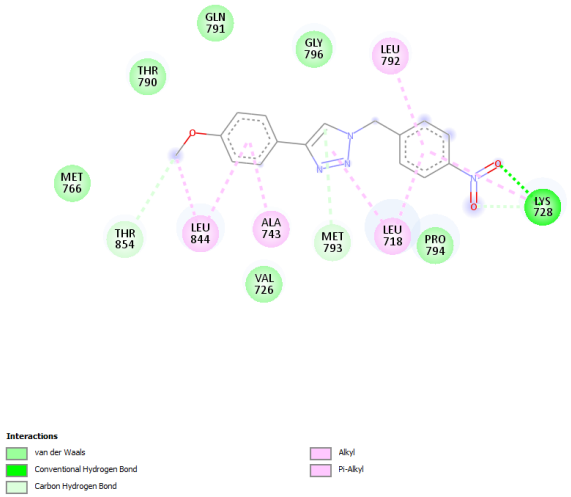 GLN
791
GLY
796
LEU
792
THR
790
O
N
N
N
O
N+
O
MET
766
LYS
728
THR
854
LEU
844
ALA
743
MET
793
LEU
718
PRO
794
VAL
726
Interactions
van der Waals
Conventional Hydrogen Bond
Carbon Hydrogen Bond
Alkyl
Pi-Alkyl